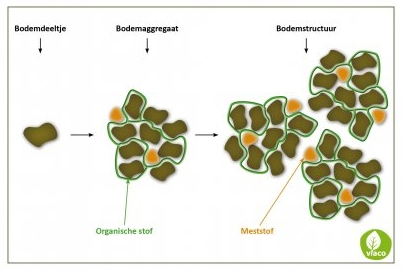 Bodemdeeltje
Bodemaggregaat
Bodemstructuur
Organische stof
Meststof
vlaco